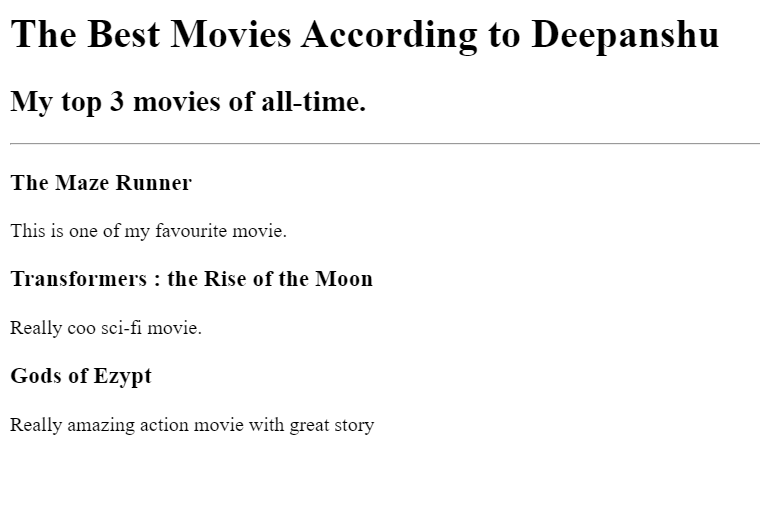 The Best Movies According to Deepanshu
My top 3 movies of all-time.
The Maze Runner
This is one of my favourite movie.
Transformers : the Rise of the Moon
Really coo sci-fi movie.
Gods of Ezypt
Really amazing action movie with great story